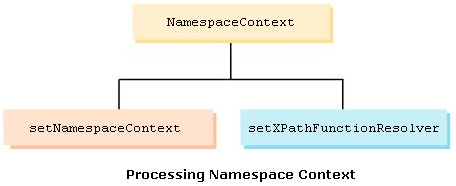 NamespaceContext
setNamespaceContext
setXPathFunctionResolver
Processing Namespace Context